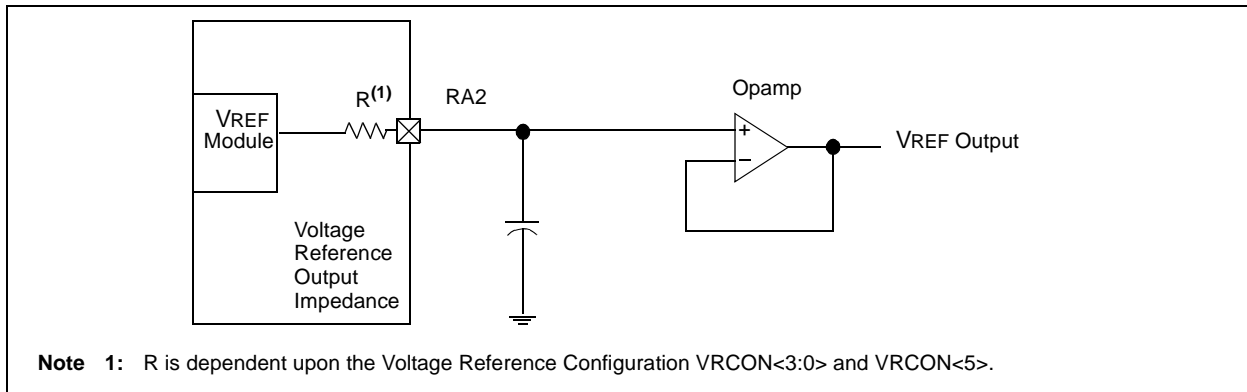 R(1)
RA2
Opamp
VREF
Module
+
−
VREF Output
Voltage
Reference
Output
Impedance
Note 1: R is dependent upon the Voltage Reference Configuration VRCON<3:0> and VRCON<5>.